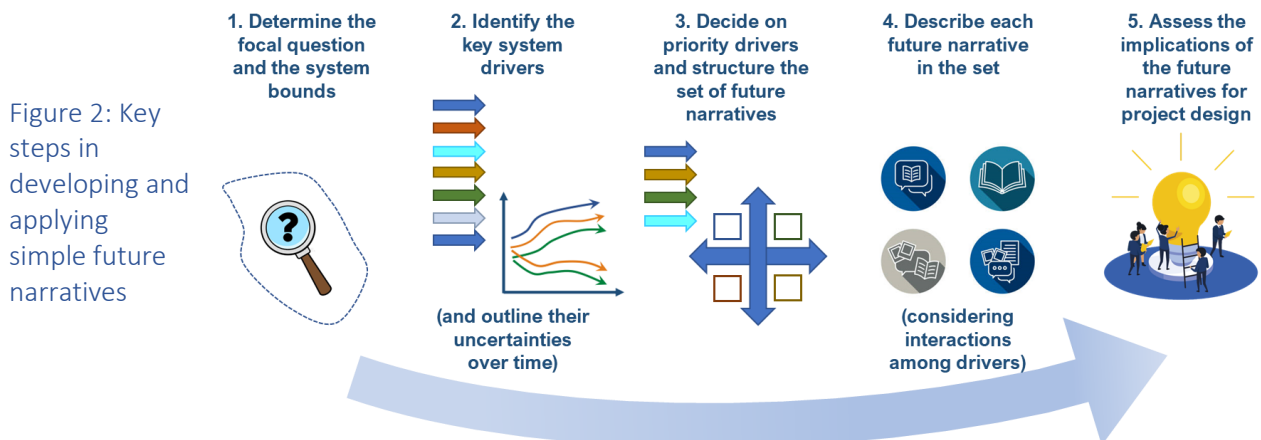 Figure 2: Key
steps in
developing and
applying
simple future
narratives
1. Determine the
focal question
and the system
bounds
2. Identify the
key system
drivers
(and outline their
uncertainties
over time)
3. Decide on
priority drivers
and structure the
set of future
narratives
4. Describe each
future narrative
in the set
(considering
interactions
among drivers)
5. Assess the
implications of
the future
narratives for
project design
?